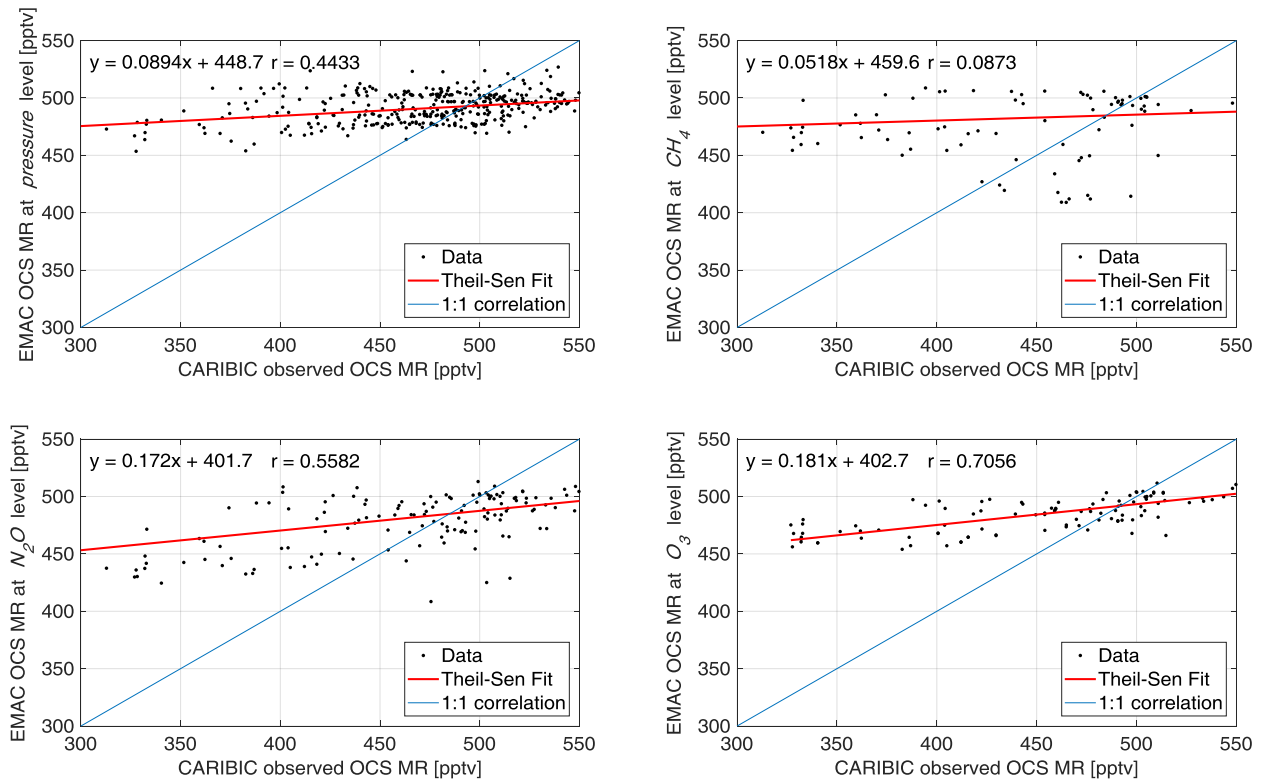 EMAC OCS MR at pressure level [pptv]
550
500
450
400
350
300
y = 0.0894x + 448.7 r = 0.4433
Data
Theil-Sen Fit
1:1 correlation
300 350 400 450 500 550
CARIBIC observed OCS MR [pptv]
EMAC OCS MR at CH4 level [pptv]
550
500
450
400
350
300
y = 0.0518x + 459.6 r = 0.0873
Data
Theil-Sen Fit
1:1 correlation
300 350 400 450 500 550
CARIBIC observed OCS MR [pptv]
EMAC OCS MR at N2O level [pptv]
550
500
450
400
350
300
y = 0.172x + 401.7 r = 0.5582
Data
Theil-Sen Fit
1:1 correlation
300 350 400 450 500 550
CARIBIC observed OCS MR [pptv]
EMAC OCS MR at O3 level [pptv]
550
500
450
400
350
300
y = 0.181x + 402.7 r = 0.7056
Data
Theil-Sen Fit
1:1 correlation
300 350 400 450 500 550
CARIBIC observed OCS MR [pptv]